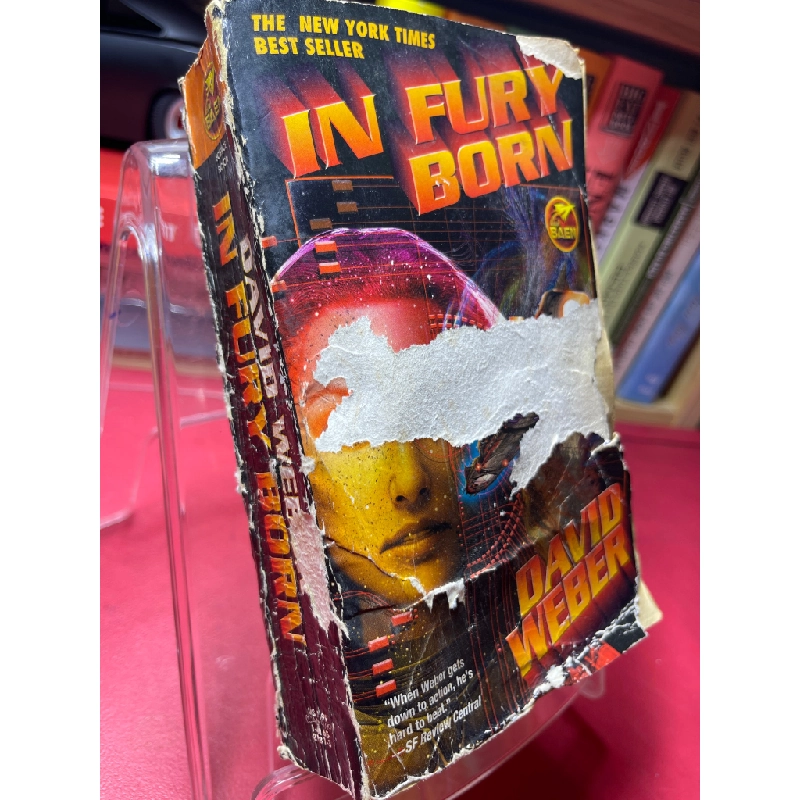 THE NEW YORK TIMES
BEST SELLER
IN FURY
BORN
BAEN
DAVID
WEBER
"When Weber gets
down to action, he's
hard to beat."
—SF Review Central
BAEN
IN FURY BORN
DAVID WEBER